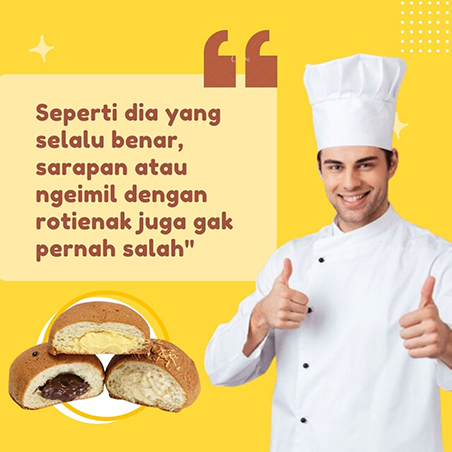 Seperti dia yang
selalu benar,
sarapan atau
ngeimil dengan
rotienak juga gak
pernah salah"